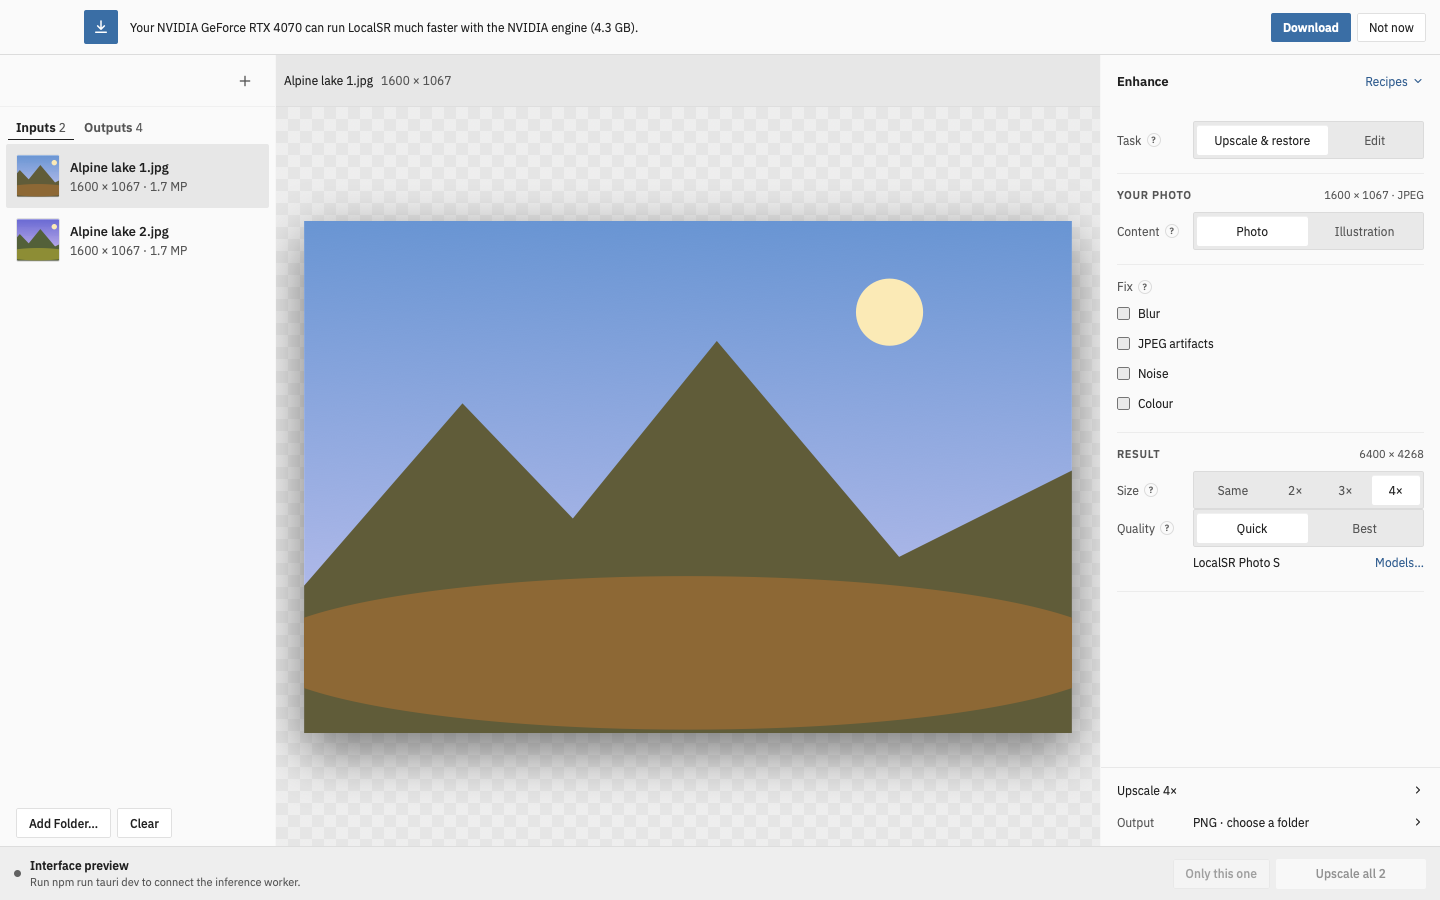 Your NVIDIA GeForce RTX 4070 can run LocalSR much faster with the NVIDIA engine (4.3 GB).
Download
Not now
Alpine lake 1.jpg 1600 × 1067
Enhance
Recipes
Inputs 2
Outputs 4
Alpine lake 1.jpg
1600 × 1067 · 1.7 MP
Alpine lake 2.jpg
1600 × 1067 · 1.7 MP
Task ?
Upscale & restore
Edit
YOUR PHOTO
1600 × 1067 · JPEG
Content ?
Photo
Illustration
Fix ?
Blur
JPEG artifacts
Noise
Colour
RESULT
6400 × 4268
Size ?
Same
2×
3×
4×
Quality ?
Quick
Best
LocalSR Photo S
Models...
Upscale 4×
Output
PNG · choose a folder
Add Folder...
Clear
Interface preview
Run npm run tauri dev to connect the inference worker.
Only this one
Upscale all 2